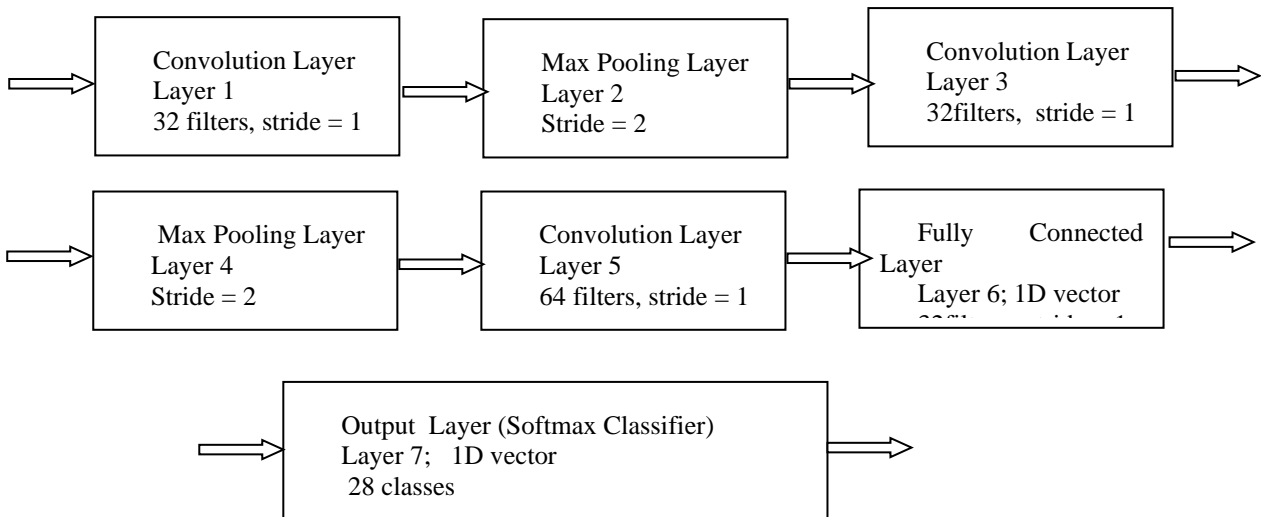 Convolution Layer
Layer 1
32 filters, stride = 1
Max Pooling Layer
Layer 2
Stride = 2
Convolution Layer
Layer 3
32filters, stride = 1
Max Pooling Layer
Layer 4
Stride = 2
Convolution Layer
Layer 5
64 filters, stride = 1
Fully Connected
Layer
Layer 6; 1D vector
Output Layer (Softmax Classifier)
Layer 7; 1D vector
28 classes